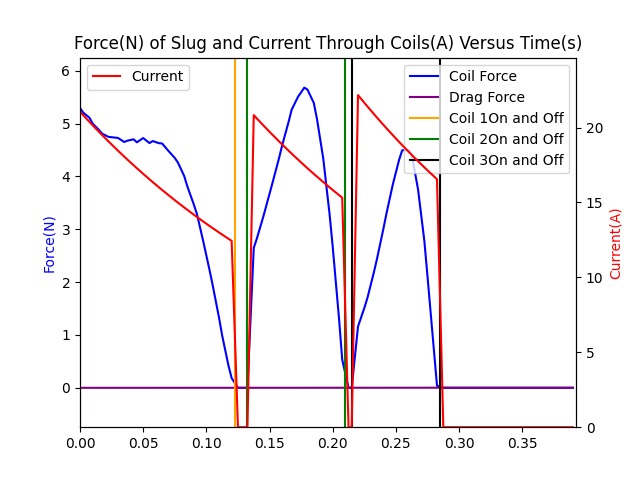 Force(N) of Slug and Current Through Coils(A) Versus Time(s)
Current
Coil Force
Drag Force
Coil 1On and Off
Coil 2On and Off
Coil 3On and Off
Force(N)
6
5
4
3
2
1
0
Current(A)
20
15
10
5
0
0.00 0.05 0.10 0.15 0.20 0.25 0.30 0.35